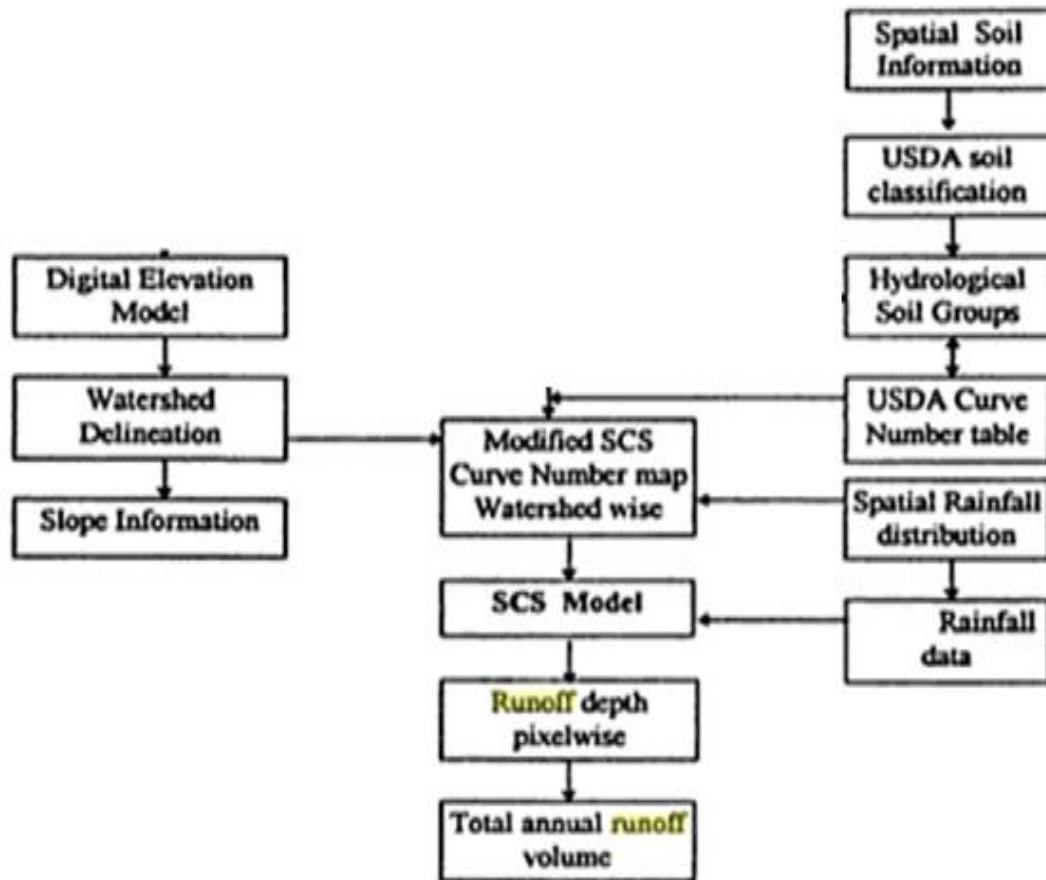 Spatial Soil
Information
USDA soil
classification
Digital Elevation
Model
Hydrological
Soil Groups
Watershed
Delineation
USDA Curve
Number table
Modified SCS
Curve Number map
Watershed wise
Slope Information
Spatial Rainfall
distribution
SCS Model
Rainfall
data
Runoff depth
pixelwise
Total annual runoff
volume